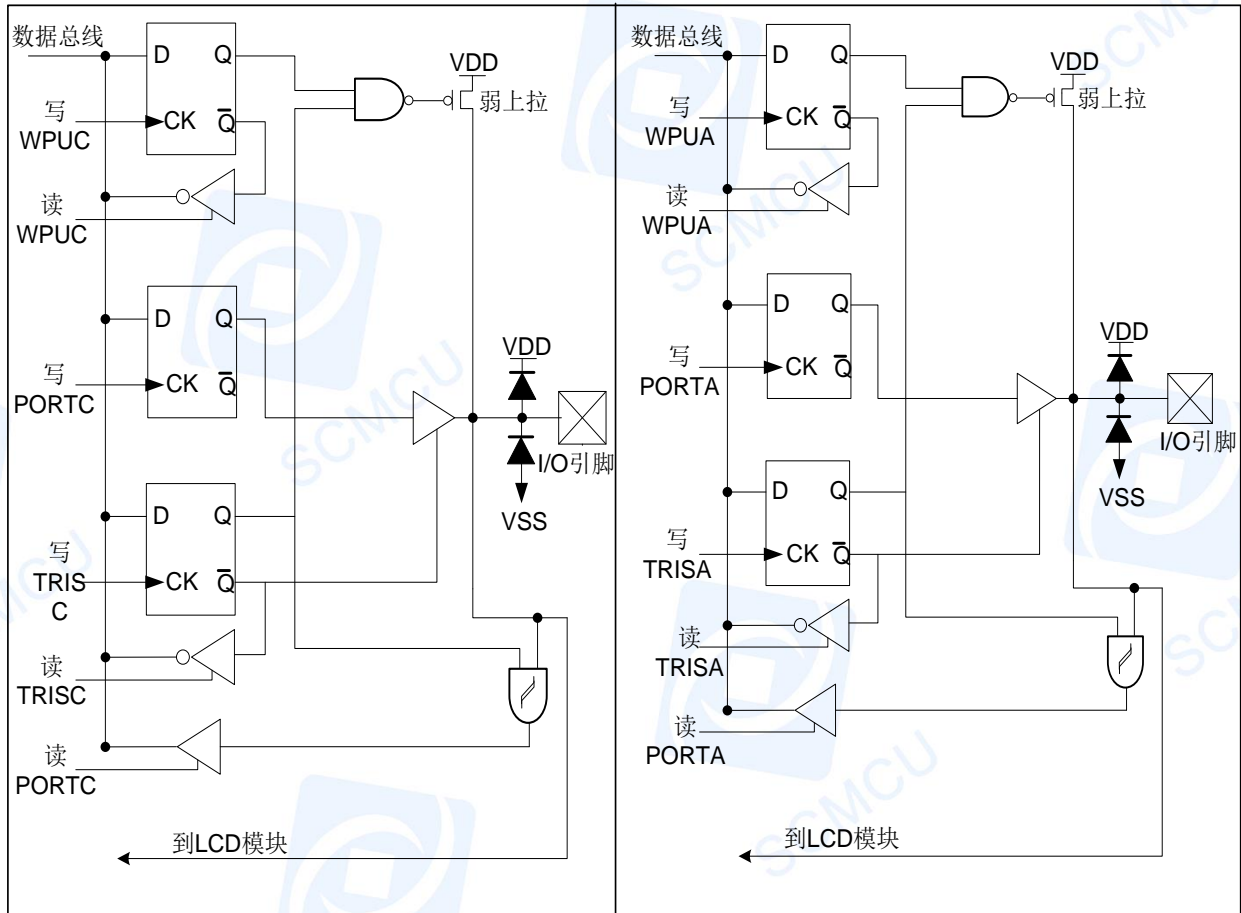 数据总线
D Q
VDD
弱上拉
写
WPUC
CK Q
读
WPUC
D Q
写
PORTC
CK Q
VDD
I/O引脚
VSS
D Q
写
TRIS
C
CK Q
读
TRISC
读
PORTC
到LCD模块
数据总线
D Q
VDD
弱上拉
写
WPUA
CK Q
读
WPUA
D Q
写
PORTA
CK Q
VDD
I/O引脚
VSS
D Q
写
TRISA
CK Q
读
TRISA
读
PORTA
到LCD模块
SCMCU
SCMCU
SCMCU
SCMCU